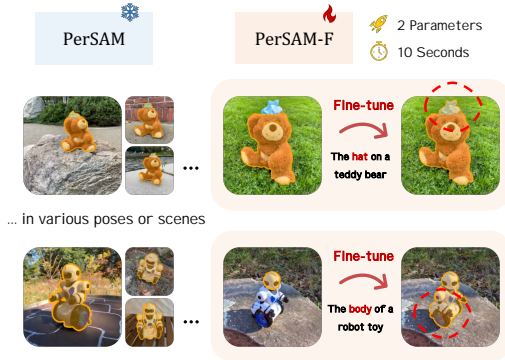 PerSAM
PerSAM-F
2 Parameters
10 Seconds
...
Fine-tune
The hat on a
teddy bear
... in various poses or scenes
...
Fine-tune
The body of a
robot toy